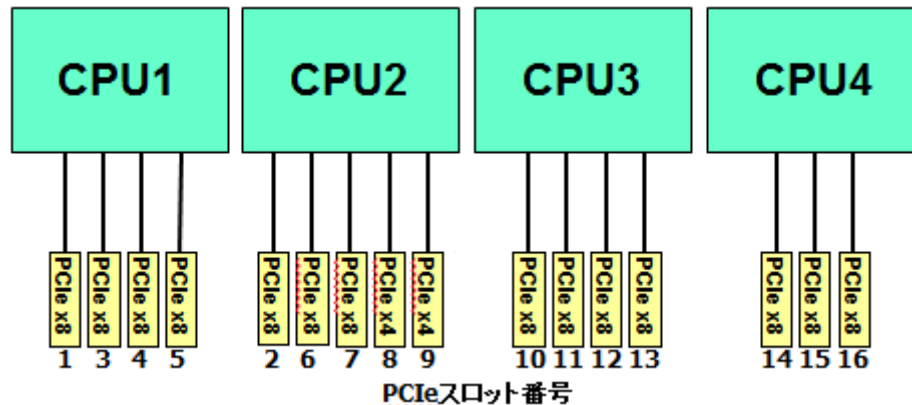 CPU1 CPU2 CPU3 CPU4
PCIe x8 PCIe x8 PCIe x8 PCIe x8 PCIe x8 PCIe x8 PCIe x8 PCIe x4 PCIe x4 PCIe x8 PCIe x8 PCIe x8 PCIe x8 PCIe x8 PCIe x8 PCIe x8
1 3 4 5 2 6 7 8 9 10 11 12 13 14 15 16
PCIeスロット番号